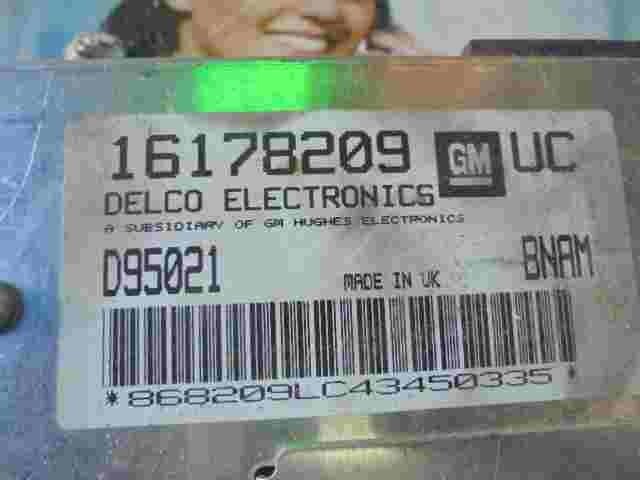 16178209 GM UC
DELCO ELECTRONICS
A SUBSIDIARY OF GM HUGHES ELECTRONICS
D95021 MADE IN UK BNAM
*868209LC43450335*